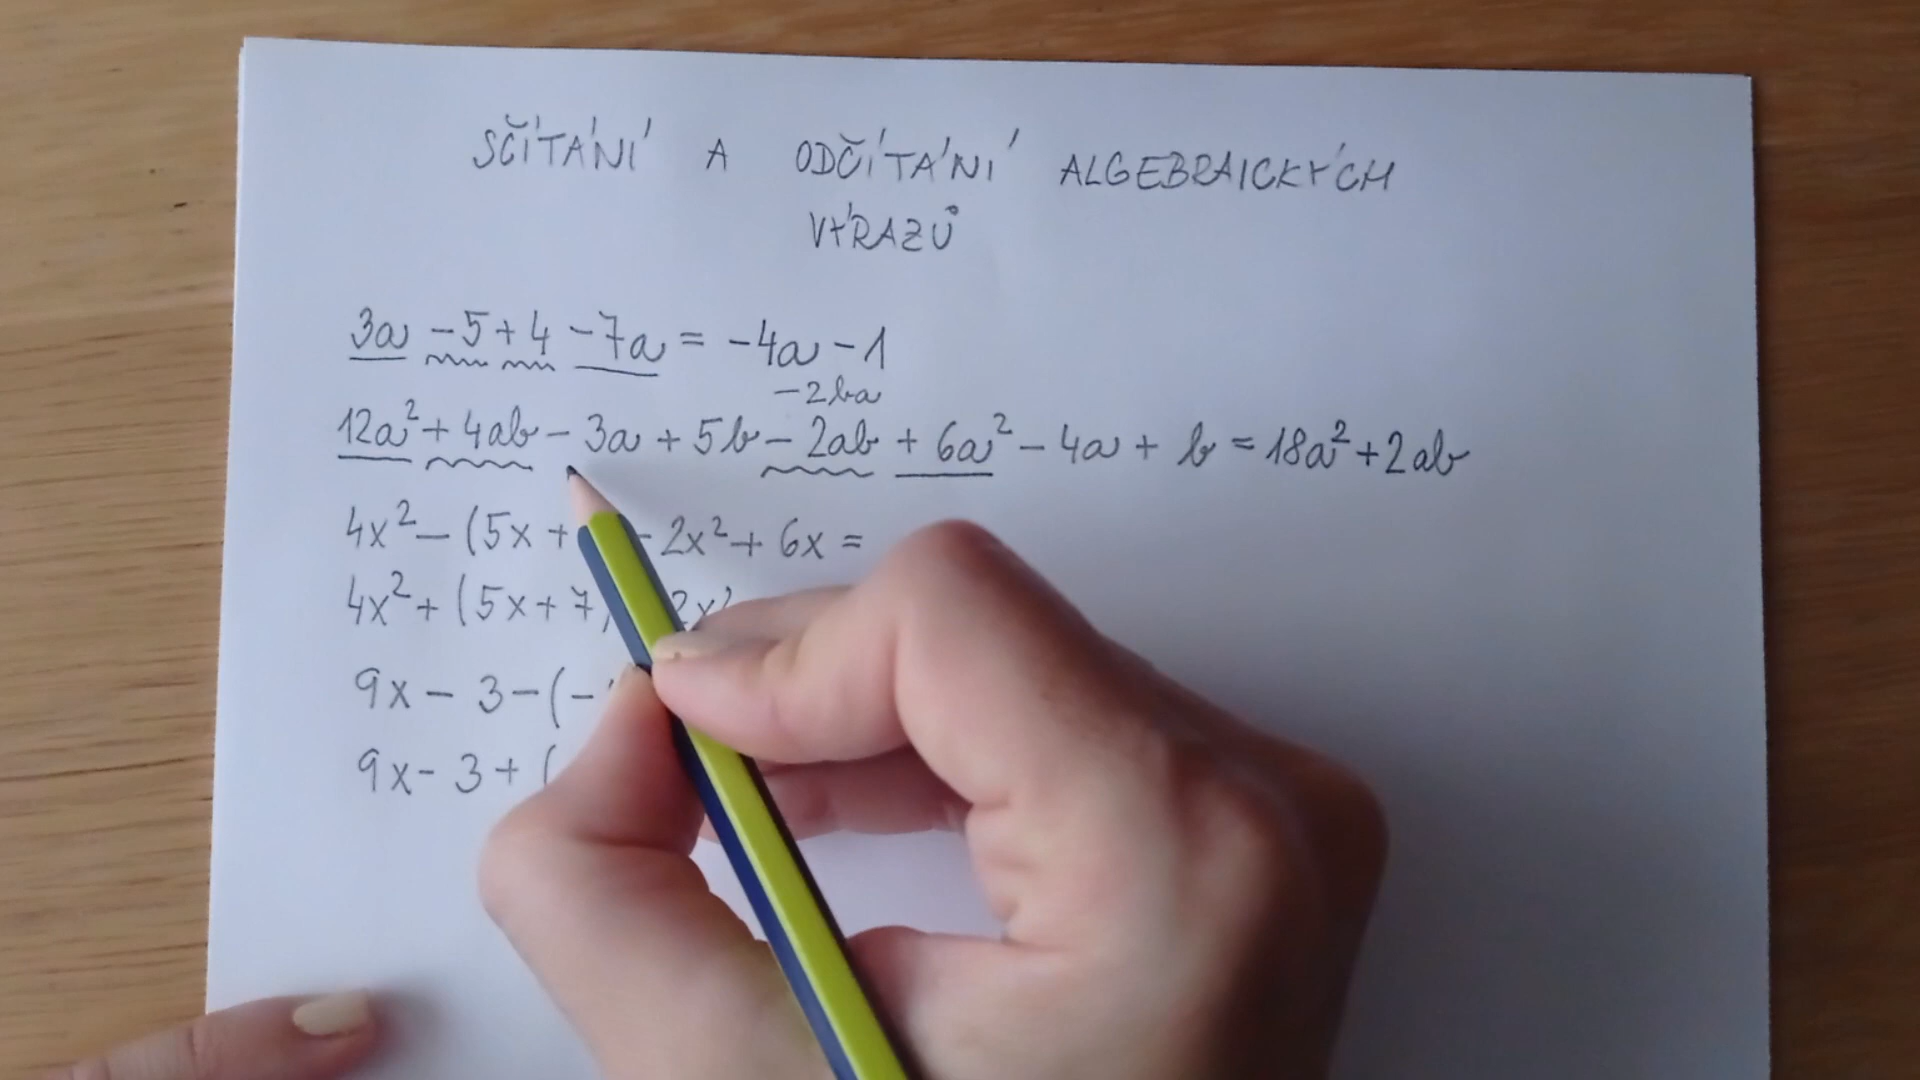 SČÍTÁNÍ A ODČÍTÁNÍ ALGEBRAICKÝCH
VÝRAZŮ
3a - 5 + 4 - 7a = -4a - 1
-2ba
12a² + 4ab - 3a + 5b - 2ab + 6a² - 4a + b = 18a² + 2ab
4x² - (5x + - 2x² + 6x =
4x² + (5x + 7) 2x²
9x - 3 - (-
9x - 3 + (